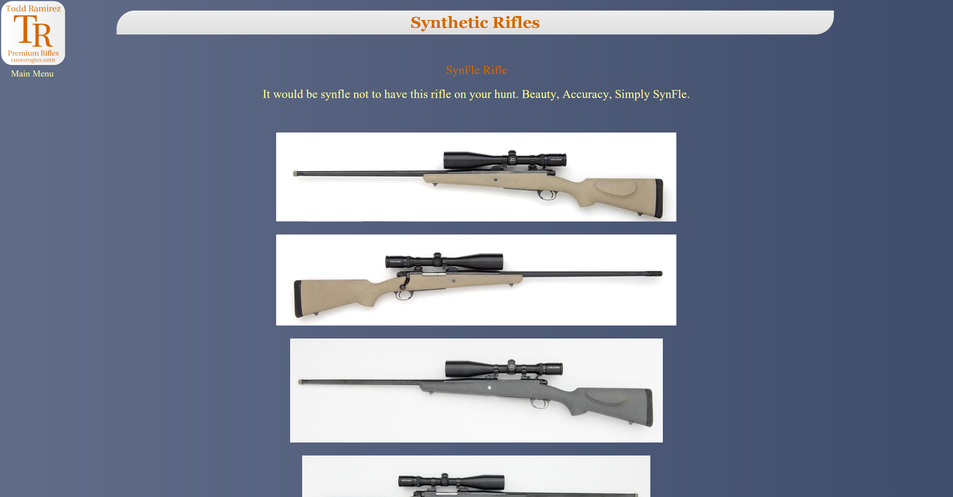 Todd Ramirez
TR
Premium Rifles
customgun.com
Main Menu
Synthetic Rifles
SynFle Rifle
It would be synfle not to have this rifle on your hunt. Beauty, Accuracy, Simply SynFle.